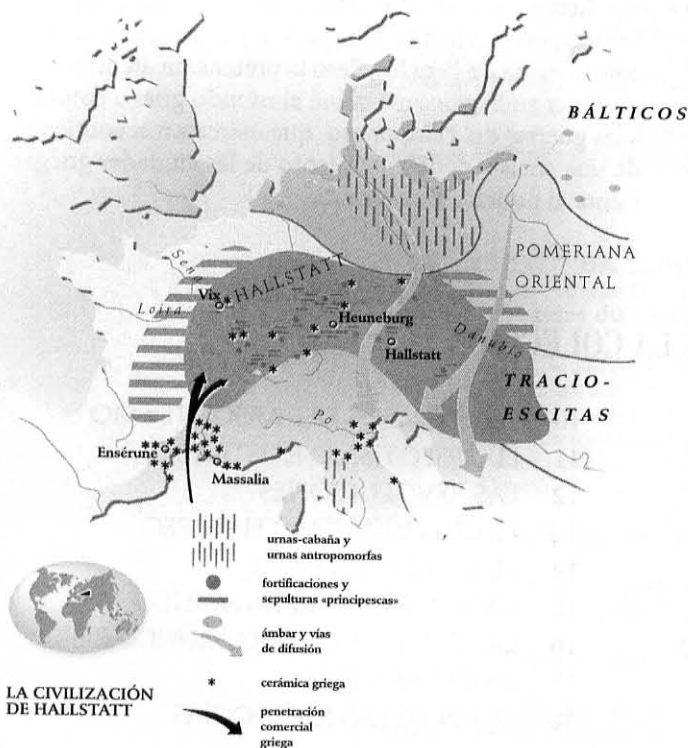 BÁLTICOS
POMERIANA
ORIENTAL
Sena
HALLSTATT
Vix
Loira
Heuneburg
Danubio
Hallstatt
TRACIO-
ESCITAS
Po
Ensérune
Massalia
urnas-cabaña y
urnas antropomorfas
fortificaciones y
sepulturas «principescas»
ámbar y vías
de difusión
cerámica griega
LA CIVILIZACIÓN
DE HALLSTATT
penetración
comercial
griega